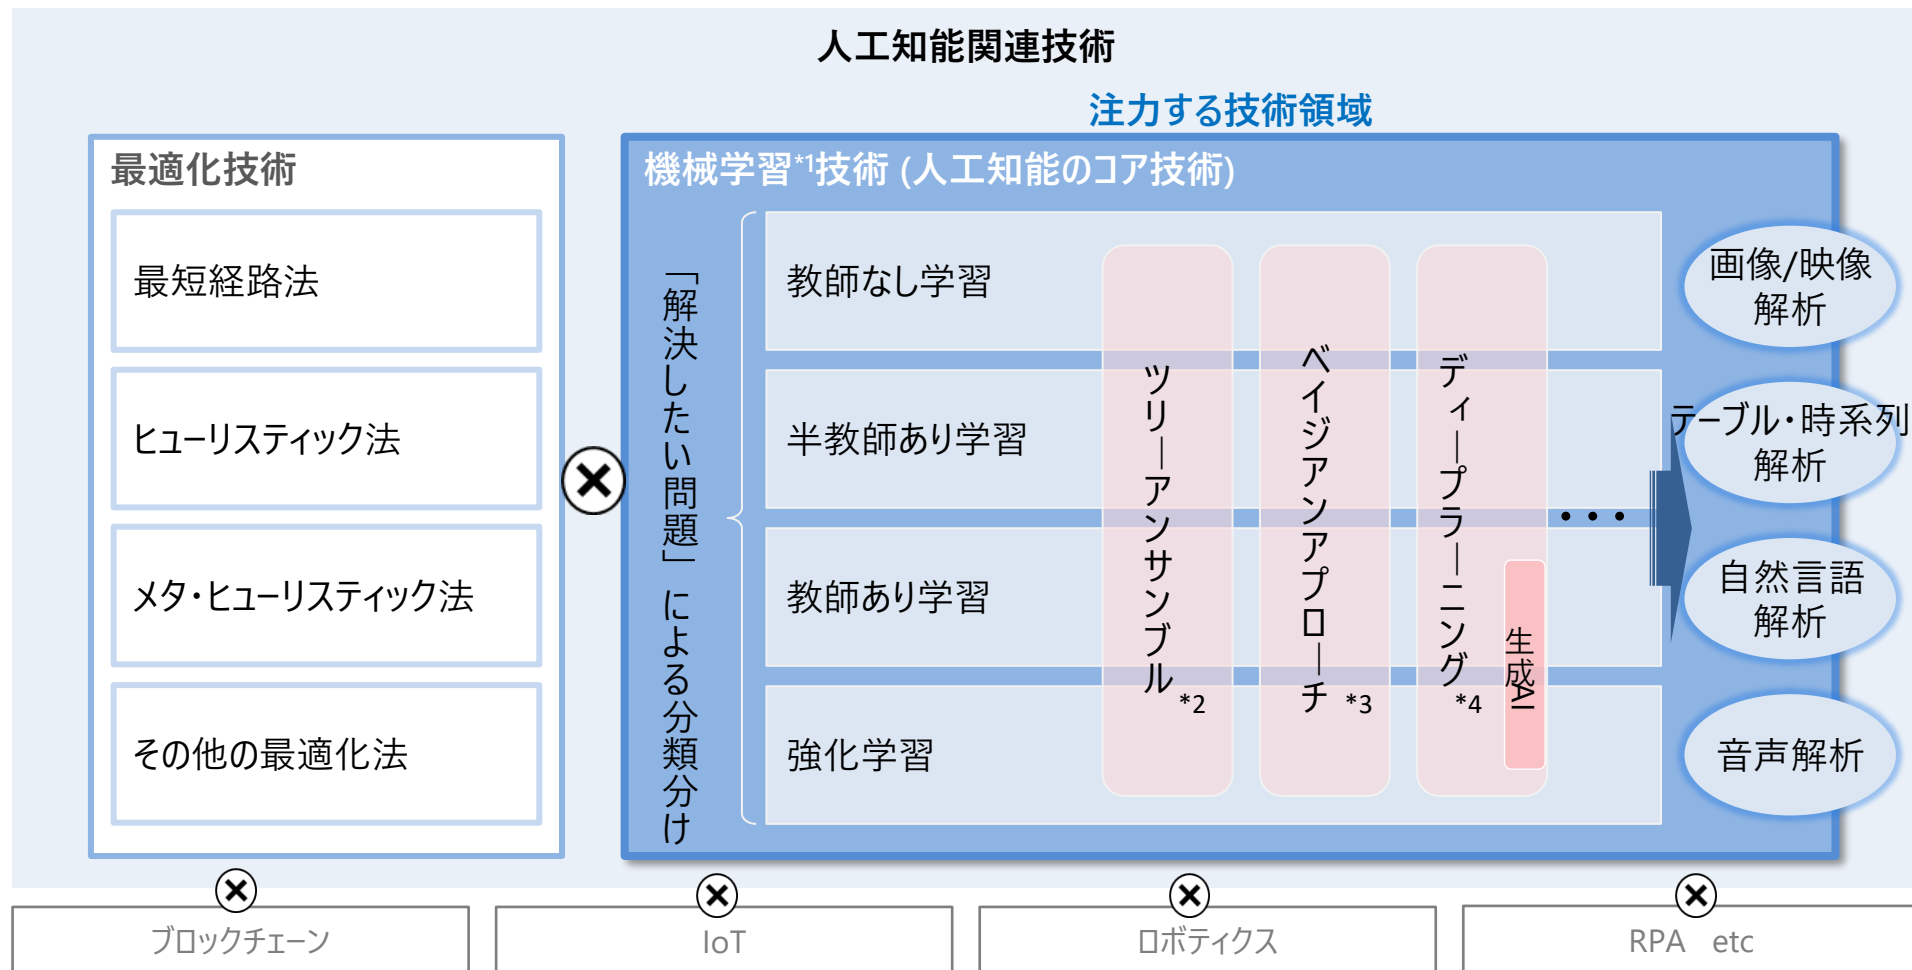 人工知能関連技術
注力する技術領域
最適化技術
最短経路法
ヒューリスティック法
メタ・ヒューリスティック法
その他の最適化法
機械学習*1技術 (人工知能のコア技術)
「解決したい問題」による分類分け
教師なし学習
半教師あり学習
教師あり学習
強化学習
ツリーアンサンブル*2
ベイジアンアプローチ*3
ディープラーニング*4
生成AI
・・・
画像/映像
解析
テーブル・時系列
解析
自然言語
解析
音声解析
ブロックチェーン
IoT
ロボティクス
RPA　etc